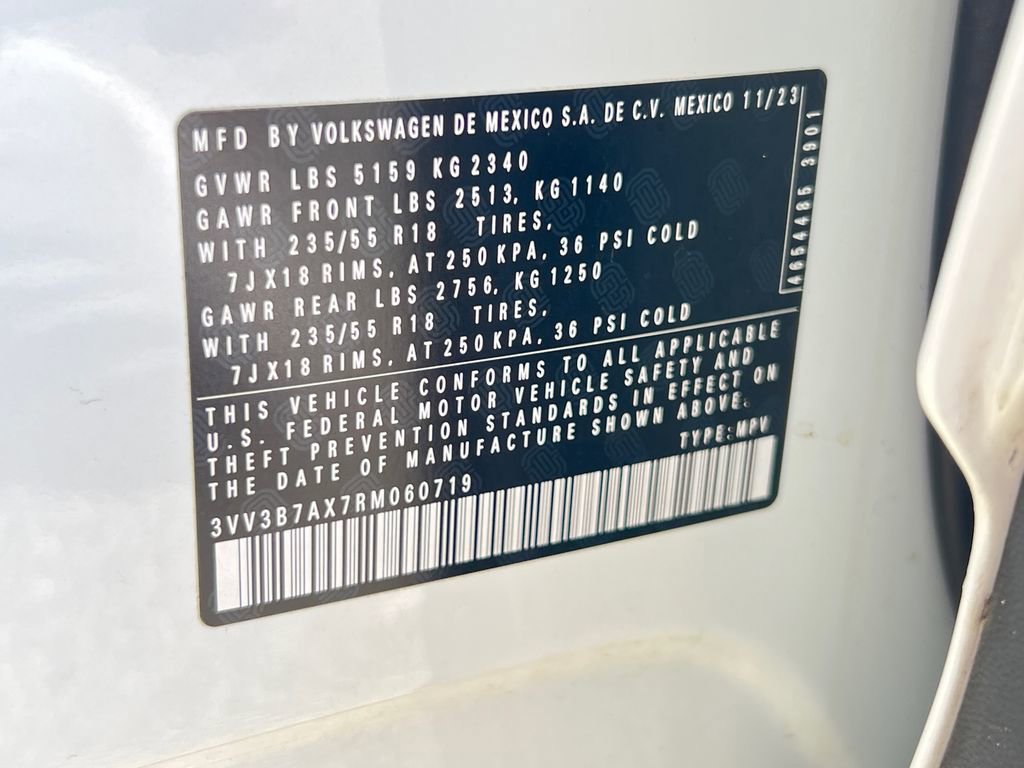 MFD BY VOLKSWAGEN DE MEXICO S.A. DE C.V. MEXICO 11/23
GVWR LBS 5159 KG 2340
GAWR FRONT LBS 2513, KG 1140
WITH 235/55 R18 TIRES,
7JX18 RIMS, AT 250 KPA, 36 PSI COLD
GAWR REAR LBS 2756, KG 1250
WITH 235/55 R18 TIRES,
7JX18 RIMS, AT 250 KPA, 36 PSI COLD
THIS VEHICLE CONFORMS TO ALL APPLICABLE
U.S. FEDERAL MOTOR VEHICLE SAFETY AND
THEFT PREVENTION STANDARDS IN EFFECT ON
THE DATE OF MANUFACTURE SHOWN ABOVE.
TYPE:MPV
3VV3B7AX7RM060719
46544485 3901